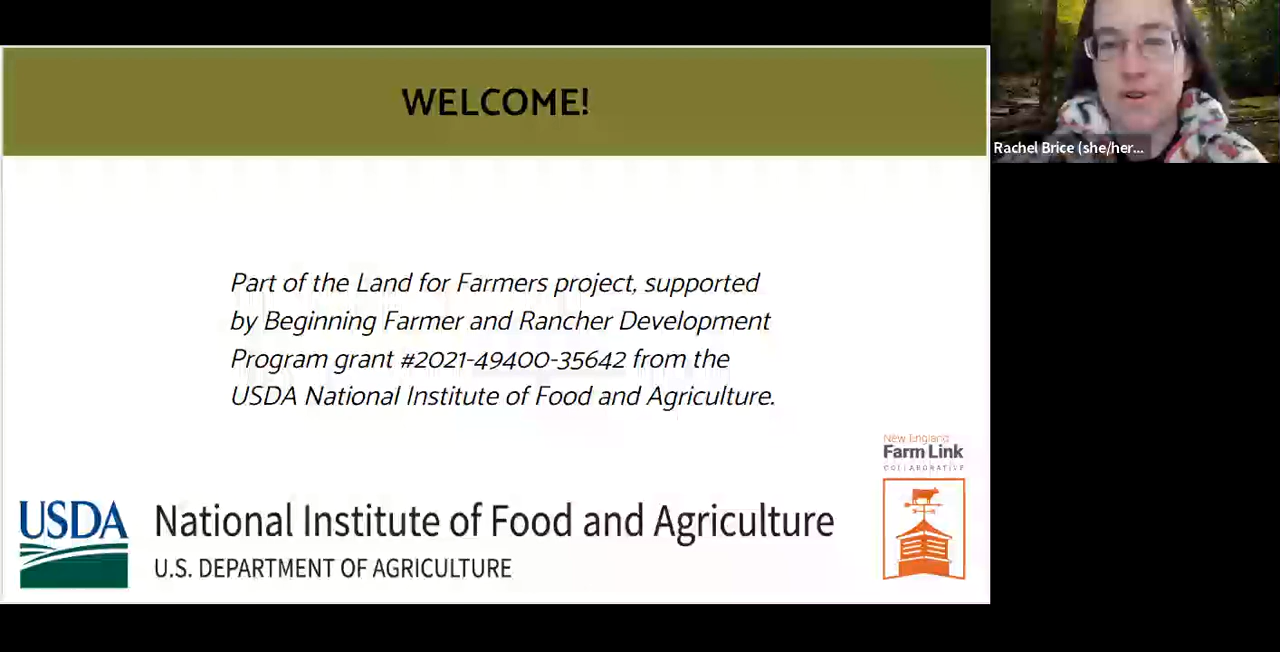 WELCOME!
Rachel Brice (she/her...
Part of the Land for Farmers project, supported
by Beginning Farmer and Rancher Development
Program grant #2021-49400-35642 from the
USDA National Institute of Food and Agriculture.
New England
Farm Link
COLLABORATIVE
USDA
National Institute of Food and Agriculture
U.S. DEPARTMENT OF AGRICULTURE